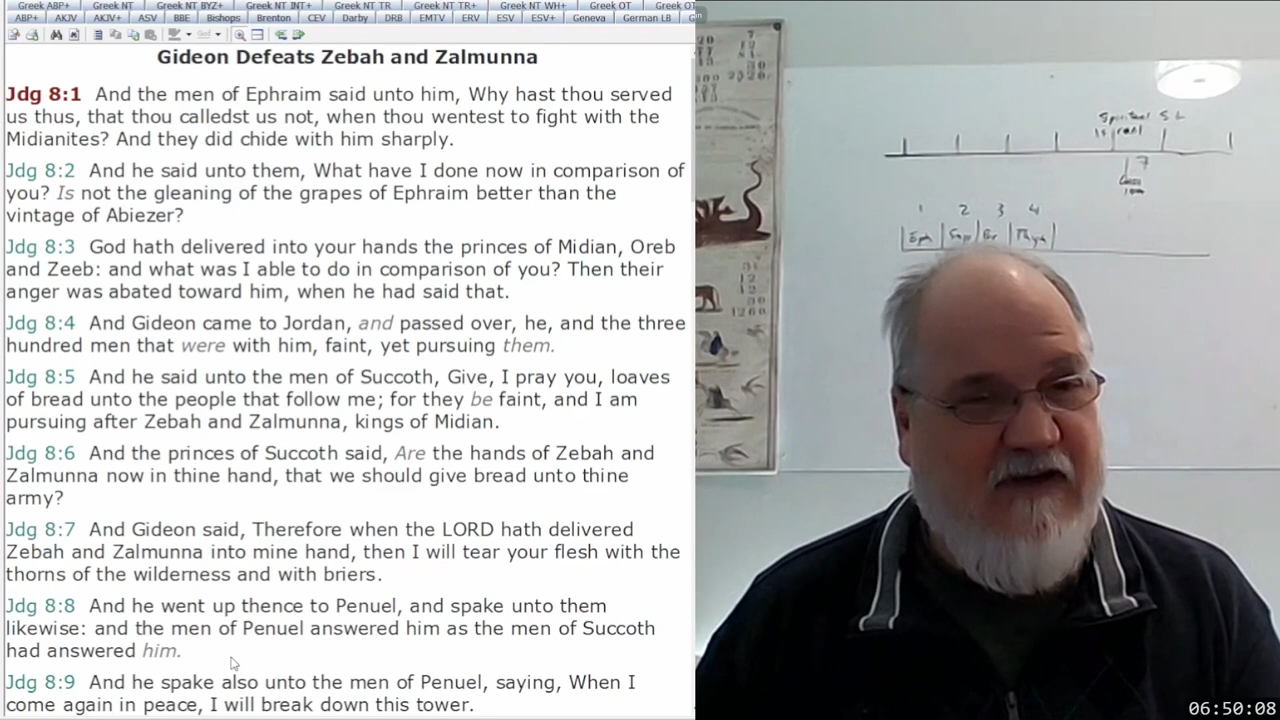 Greek ABP+ Greek NT Greek NT BYZ+ Greek NT INT+ Greek NT TR Greek NT TR+ Greek NT WH+ Greek OT Greek OT
ABP+ AKJV AKJV+ ASV BBE Bishops Brenton CEV Darby DRB EMTV ERV ESV ESV+ Geneva German LB
Gideon Defeats Zebah and Zalmunna
Jdg 8:1 And the men of Ephraim said unto him, Why hast thou served
us thus, that thou calledst us not, when thou wentest to fight with the
Midianites? And they did chide with him sharply.
Jdg 8:2 And he said unto them, What have I done now in comparison of
you? Is not the gleaning of the grapes of Ephraim better than the
vintage of Abiezer?
Jdg 8:3 God hath delivered into your hands the princes of Midian, Oreb
and Zeeb: and what was I able to do in comparison of you? Then their
anger was abated toward him, when he had said that.
Jdg 8:4 And Gideon came to Jordan, and passed over, he, and the three
hundred men that were with him, faint, yet pursuing them.
Jdg 8:5 And he said unto the men of Succoth, Give, I pray you, loaves
of bread unto the people that follow me; for they be faint, and I am
pursuing after Zebah and Zalmunna, kings of Midian.
Jdg 8:6 And the princes of Succoth said, Are the hands of Zebah and
Zalmunna now in thine hand, that we should give bread unto thine
army?
Jdg 8:7 And Gideon said, Therefore when the LORD hath delivered
Zebah and Zalmunna into mine hand, then I will tear your flesh with the
thorns of the wilderness and with briers.
Jdg 8:8 And he went up thence to Penuel, and spake unto them
likewise: and the men of Penuel answered him as the men of Succoth
had answered him.
Jdg 8:9 And he spake also unto the men of Penuel, saying, When I
come again in peace, I will break down this tower.
Spiritual
Israel
7
1 2 3 4
Eph
12
30
1260
06:50:08